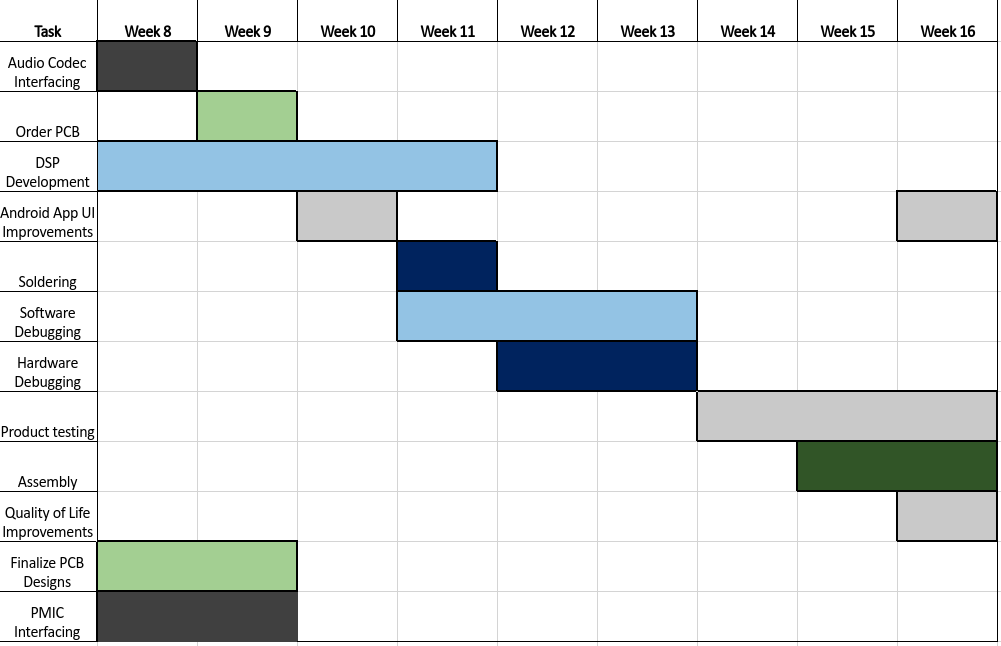 Task Week 8 Week 9 Week 10 Week 11 Week 12 Week 13 Week 14 Week 15 Week 16
Audio Codec
Interfacing
Order PCB
DSP
Development
Android App UI
Improvements
Soldering
Software
Debugging
Hardware
Debugging
Product testing
Assembly
Quality of Life
Improvements
Finalize PCB
Designs
PMIC
Interfacing